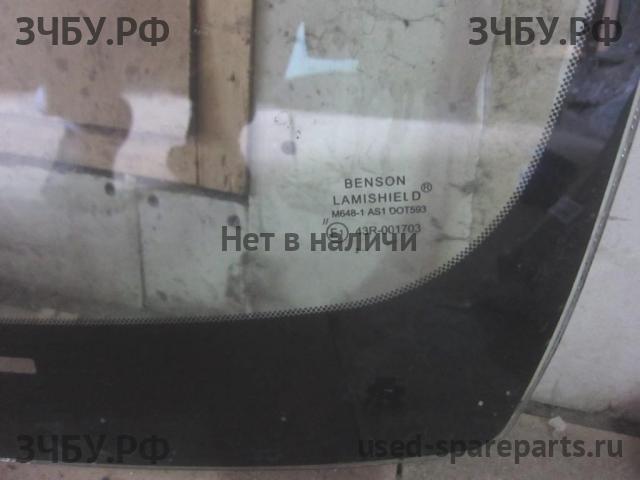 ЗЧБУ.РФ
ЗЧБУ.РФ
BENSON
LAMISHIELD®
M648-1 AS1 DOT593
43R-001703
Нет в наличи
ЗЧБУ.РФ
used-spareparts.ru